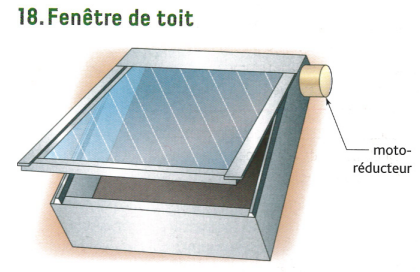 18. Fenêtre de toit
moto-
réducteur